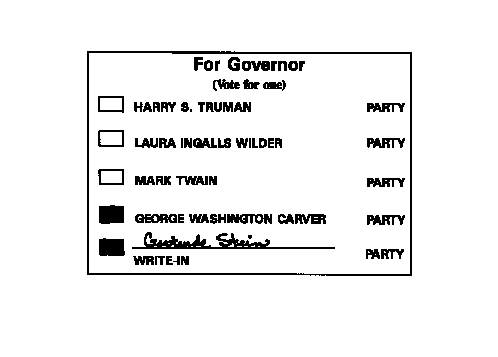 For Governor
(Vote for one)
HARRY S. TRUMAN PARTY
LAURA INGALLS WILDER PARTY
MARK TWAIN PARTY
GEORGE WASHINGTON CARVER PARTY
Gertrude Stein
WRITE-IN PARTY